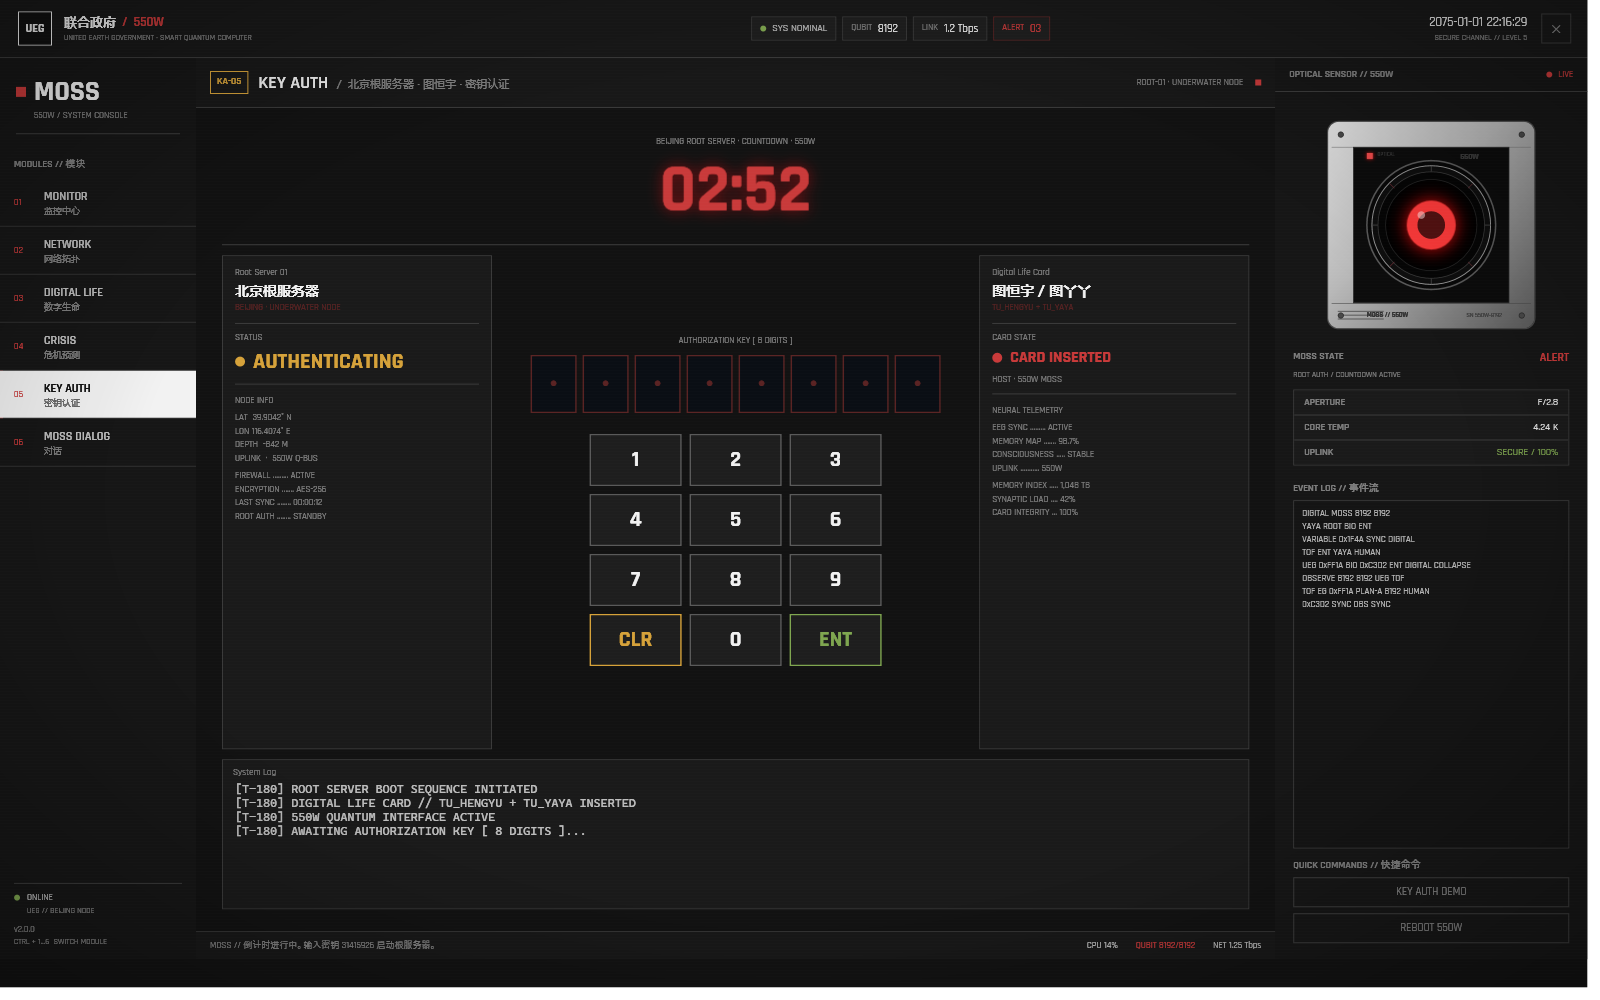 UEG
联合政府 / 550W
UNITED EARTH GOVERNMENT · SMART QUANTUM COMPUTER
SYS NOMINAL
QUBIT 8192
LINK 1.2 Tbps
ALERT 03
2075-01-01 22:16:29
SECURE CHANNEL // LEVEL 5
MOSS
550W / SYSTEM CONSOLE
MODULES // 模块
01 MONITOR
监控中心
02 NETWORK
网络拓扑
03 DIGITAL LIFE
数字生命
04 CRISIS
危机预测
05 KEY AUTH
密钥认证
06 MOSS DIALOG
对话
ONLINE
UEG // BEIJING NODE
v2.0.0
CTRL + 1..6 SWITCH MODULE
KA-05
KEY AUTH / 北京根服务器 · 图恒宇 · 密钥认证
ROOT-01 · UNDERWATER NODE
BEIJING ROOT SERVER · COUNTDOWN · 550W
02:52
Root Server 01
北京根服务器
BEIJING · UNDERWATER NODE
STATUS
AUTHENTICATING
NODE INFO
LAT 39.9042° N
LON 116.4074° E
DEPTH -842 M
UPLINK · 550W Q-BUS
FIREWALL ........ ACTIVE
ENCRYPTION ...... AES-256
LAST SYNC ....... 00:00:12
ROOT AUTH ....... STANDBY
AUTHORIZATION KEY [ 8 DIGITS ]
1 2 3
4 5 6
7 8 9
CLR 0 ENT
Digital Life Card
图恒宇 / 图丫丫
TU_HENGYU + TU_YAYA
CARD STATE
CARD INSERTED
HOST · 550W MOSS
NEURAL TELEMETRY
EEG SYNC ........ ACTIVE
MEMORY MAP ...... 98.7%
CONSCIOUSNESS .... STABLE
UPLINK .......... 550W
MEMORY INDEX .... 1,048 TB
SYNAPTIC LOAD .... 42%
CARD INTEGRITY ... 100%
System Log
[T-180] ROOT SERVER BOOT SEQUENCE INITIATED
[T-180] DIGITAL LIFE CARD // TU_HENGYU + TU_YAYA INSERTED
[T-180] 550W QUANTUM INTERFACE ACTIVE
[T-180] AWAITING AUTHORIZATION KEY [ 8 DIGITS ]...
MOSS // 倒计时进行中。输入密钥 31415926 启动根服务器。
CPU 14%
QUBIT 8192/8192
NET 1.25 Tbps
OPTICAL SENSOR // 550W
LIVE
OPTICAL
550W
MOSS // 550W
SN 550W-8192
MOSS STATE
ALERT
ROOT AUTH / COUNTDOWN ACTIVE
APERTURE F/2.8
CORE TEMP 4.24 K
UPLINK SECURE / 100%
EVENT LOG // 事件流
DIGITAL MOSS 8192 8192
YAYA ROOT BIO ENT
VARIABLE 0x1F4A SYNC DIGITAL
TOF ENT YAYA HUMAN
UEG 0xFF1A BIO 0xC3D2 ENT DIGITAL COLLAPSE
OBSERVE 8192 8192 UEG TOF
TOF EG 0xFF1A PLAN-A 8192 HUMAN
0xC3D2 SYNC OBS SYNC
QUICK COMMANDS // 快捷命令
KEY AUTH DEMO
REBOOT 550W